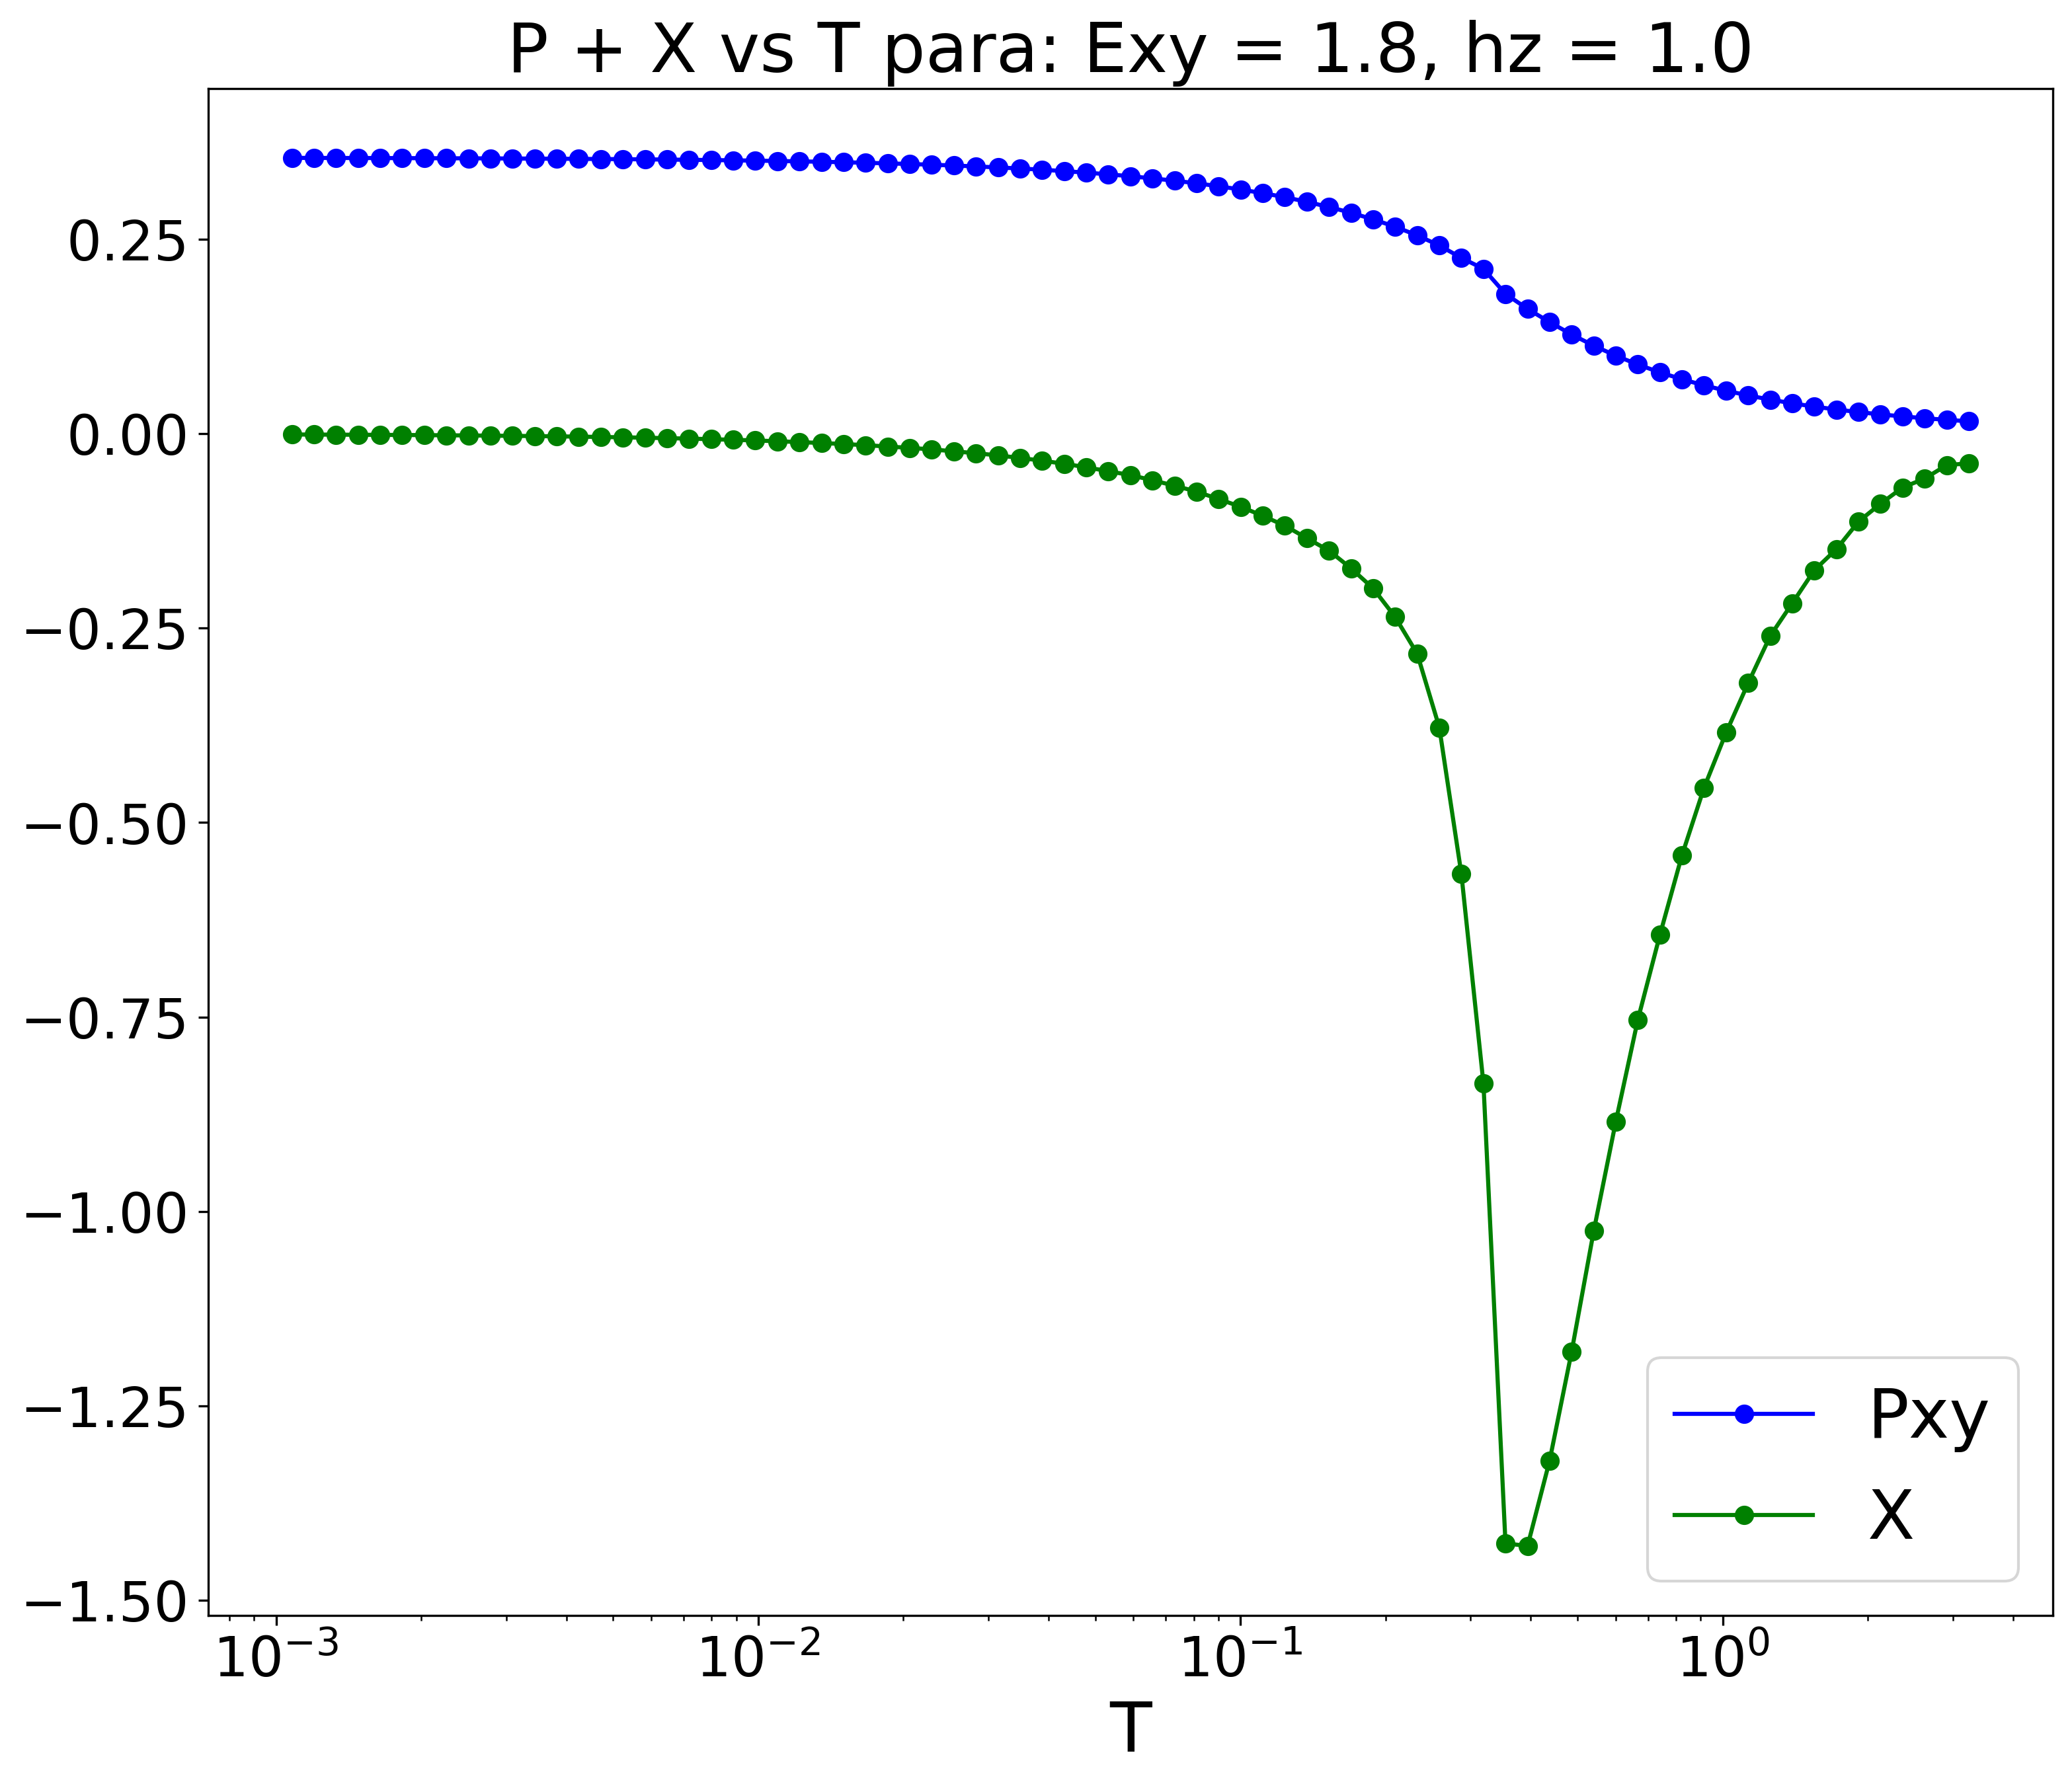 P + X vs T para: Exy = 1.8, hz = 1.0
0.25
0.00
−0.25
−0.50
−0.75
−1.00
−1.25
−1.50
Pxy
X
10⁻³ 10⁻² 10⁻¹ 10⁰
T